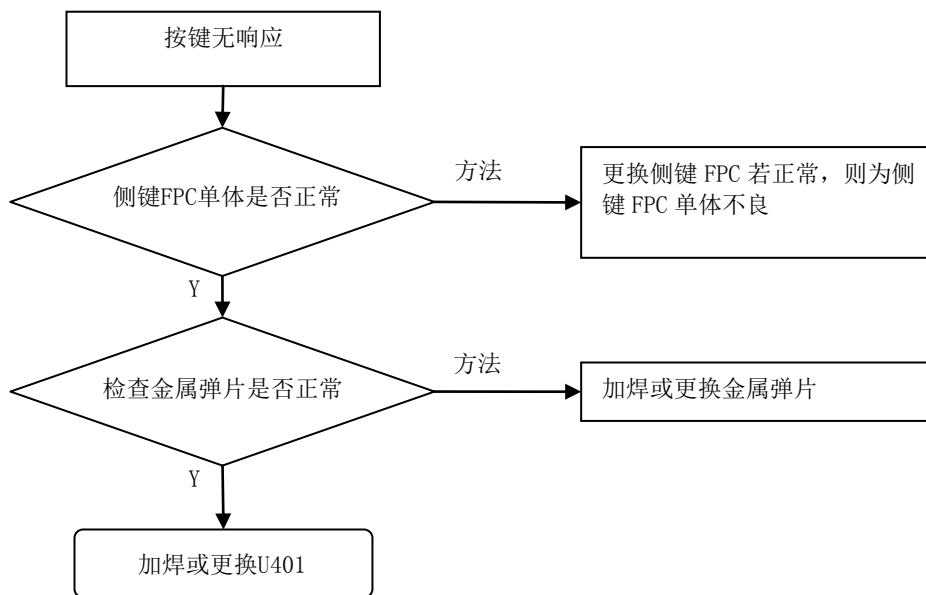 按键无响应
侧键FPC单体是否正常
方法
更换侧键 FPC 若正常，则为侧
键 FPC 单体不良
Y
检查金属弹片是否正常
方法
加焊或更换金属弹片
Y
加焊或更换U401